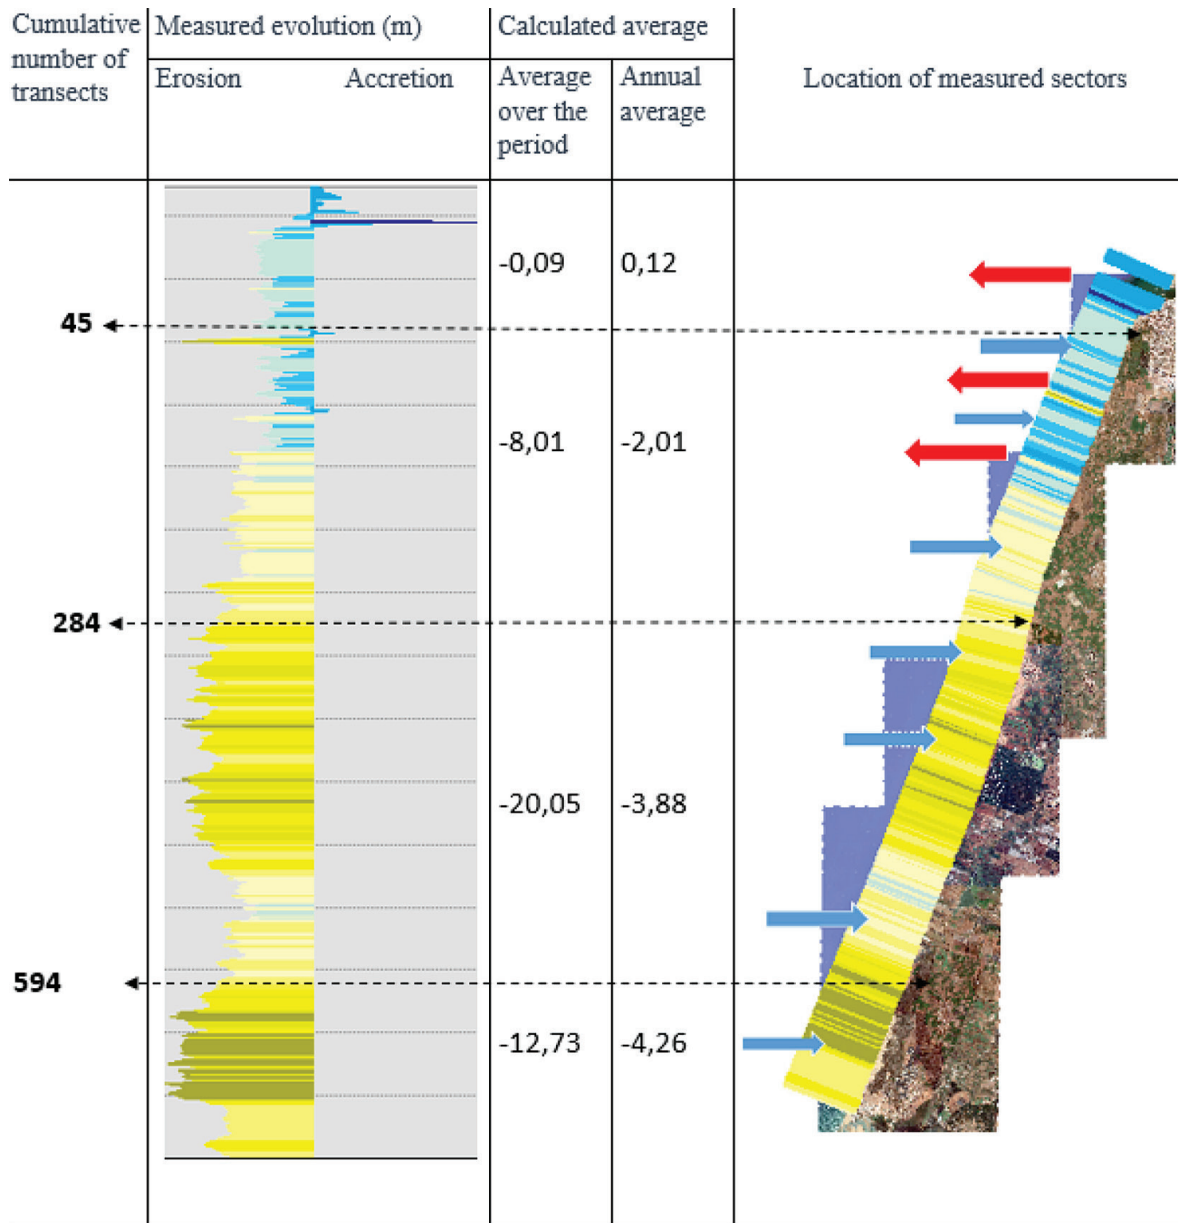 Cumulative
number of
transects
Measured evolution (m)
Erosion
Accretion
Calculated average
Average
over the
period
Annual
average
Location of measured sectors
-0,09
0,12
45
-8,01
-2,01
284
-20,05
-3,88
594
-12,73
-4,26